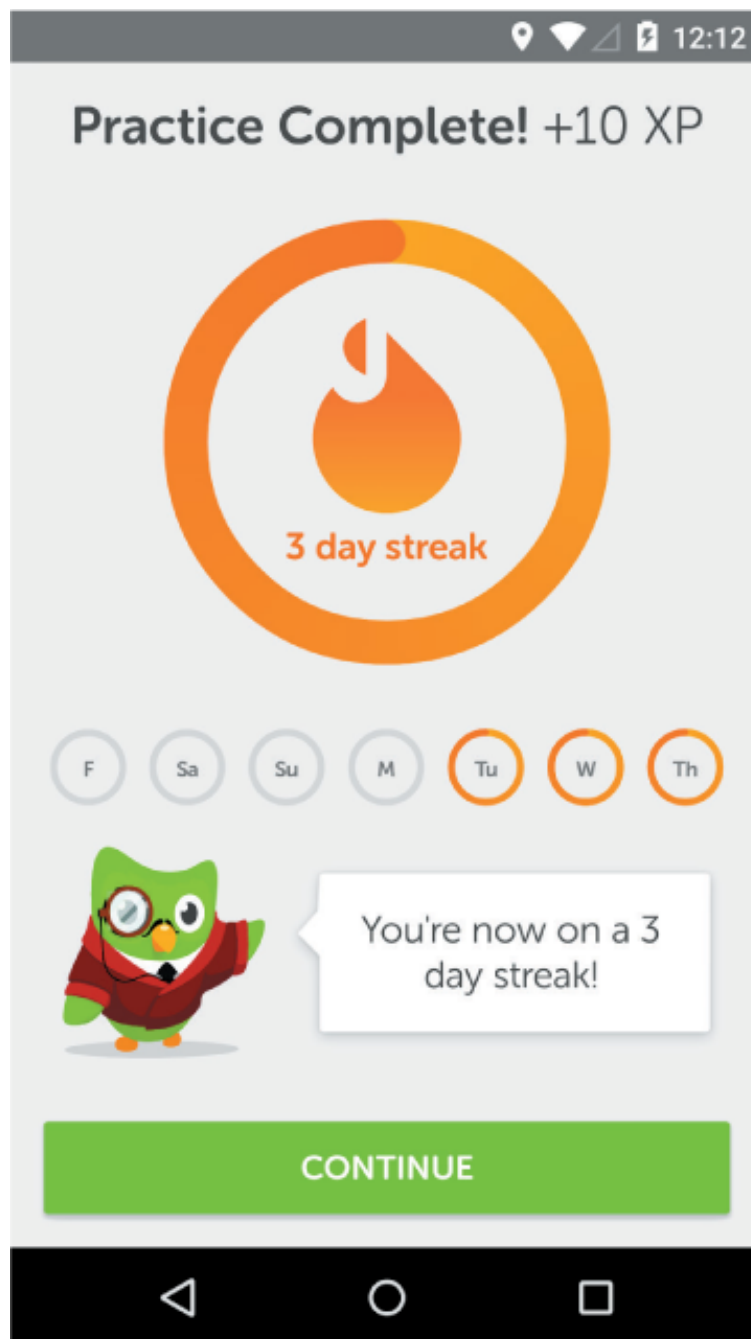 12:12
Practice Complete! +10 XP
3 day streak
F Sa Su M Tu W Th
You're now on a 3
day streak!
CONTINUE